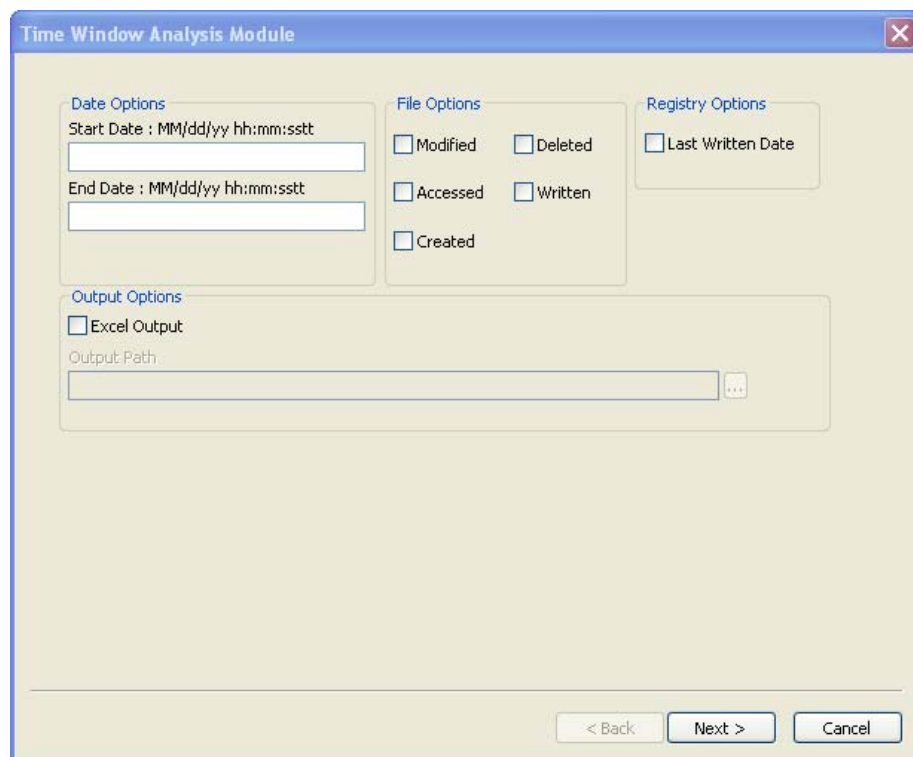 Time Window Analysis Module
Date Options
Start Date : MM/dd/yy hh:mm:sstt
End Date : MM/dd/yy hh:mm:sstt
File Options
Modified
Deleted
Accessed
Written
Created
Registry Options
Last Written Date
Output Options
Excel Output
Output Path
...
< Back
Next >
Cancel